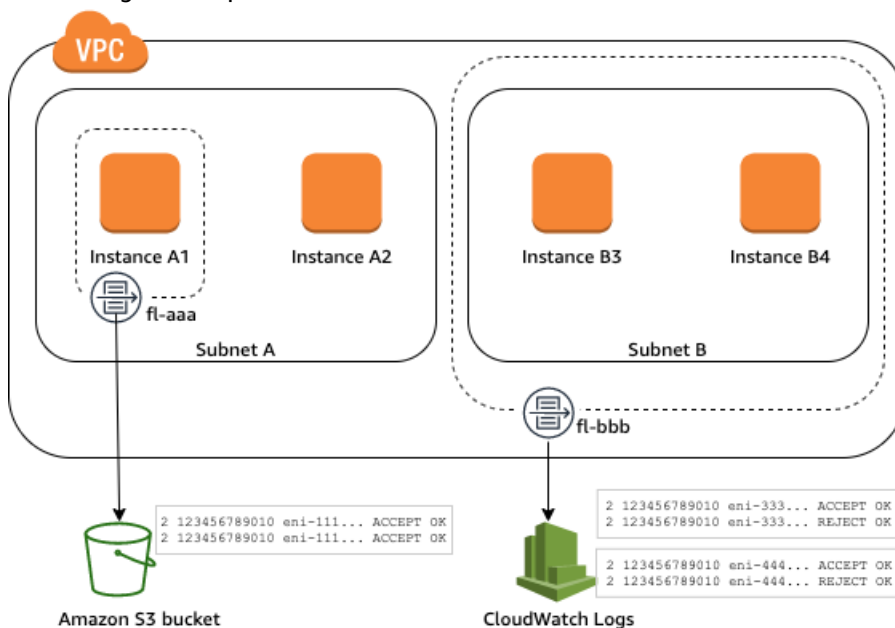 VPC
Instance A1
Instance A2
Instance B3
Instance B4
fl-aaa
Subnet A
Subnet B
fl-bbb
2 123456789010 eni-111... ACCEPT OK
2 123456789010 eni-111... ACCEPT OK
2 123456789010 eni-333... ACCEPT OK
2 123456789010 eni-333... REJECT OK
2 123456789010 eni-444... ACCEPT OK
2 123456789010 eni-444... REJECT OK
Amazon S3 bucket
CloudWatch Logs